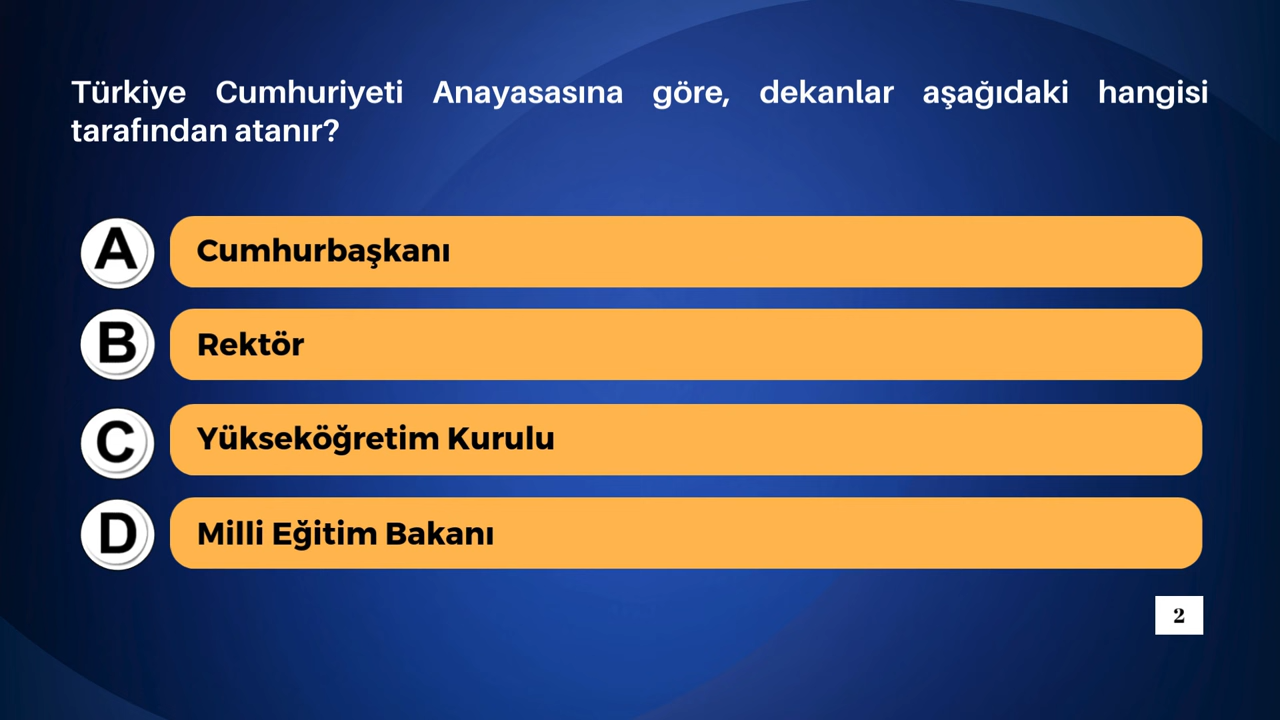 Türkiye Cumhuriyeti Anayasasına göre, dekanlar aşağıdaki hangisi
tarafından atanır?
A Cumhurbaşkanı
B Rektör
C Yükseköğretim Kurulu
D Milli Eğitim Bakanı
2